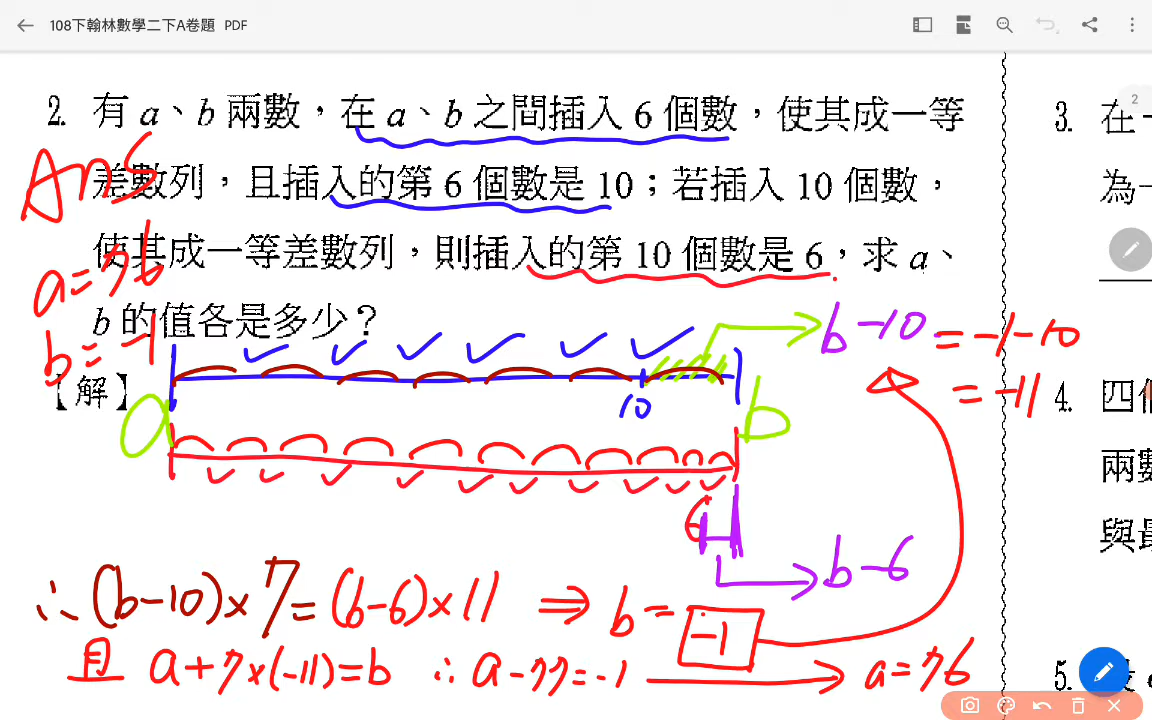 108下翰林數學二下A卷題 PDF
2
2. 有 a、b 兩數，在 a、b 之間插入 6 個數，使其成一等
差數列，且插入的第 6 個數是 10；若插入 10 個數，
使其成一等差數列，則插入的第 10 個數是 6，求 a、
b 的值各是多少？
【解】
Ans
a=76
b=-1
a
10
b
b-10=-1-10
=-11
6
b-6
∴(b-10)×7=(b-6)×11 ⇒ b=-1
且 a+7×(-11)=b ∴a-77=-1 → a=76
3. 在一
為一
4. 四個
兩數
與最
5.